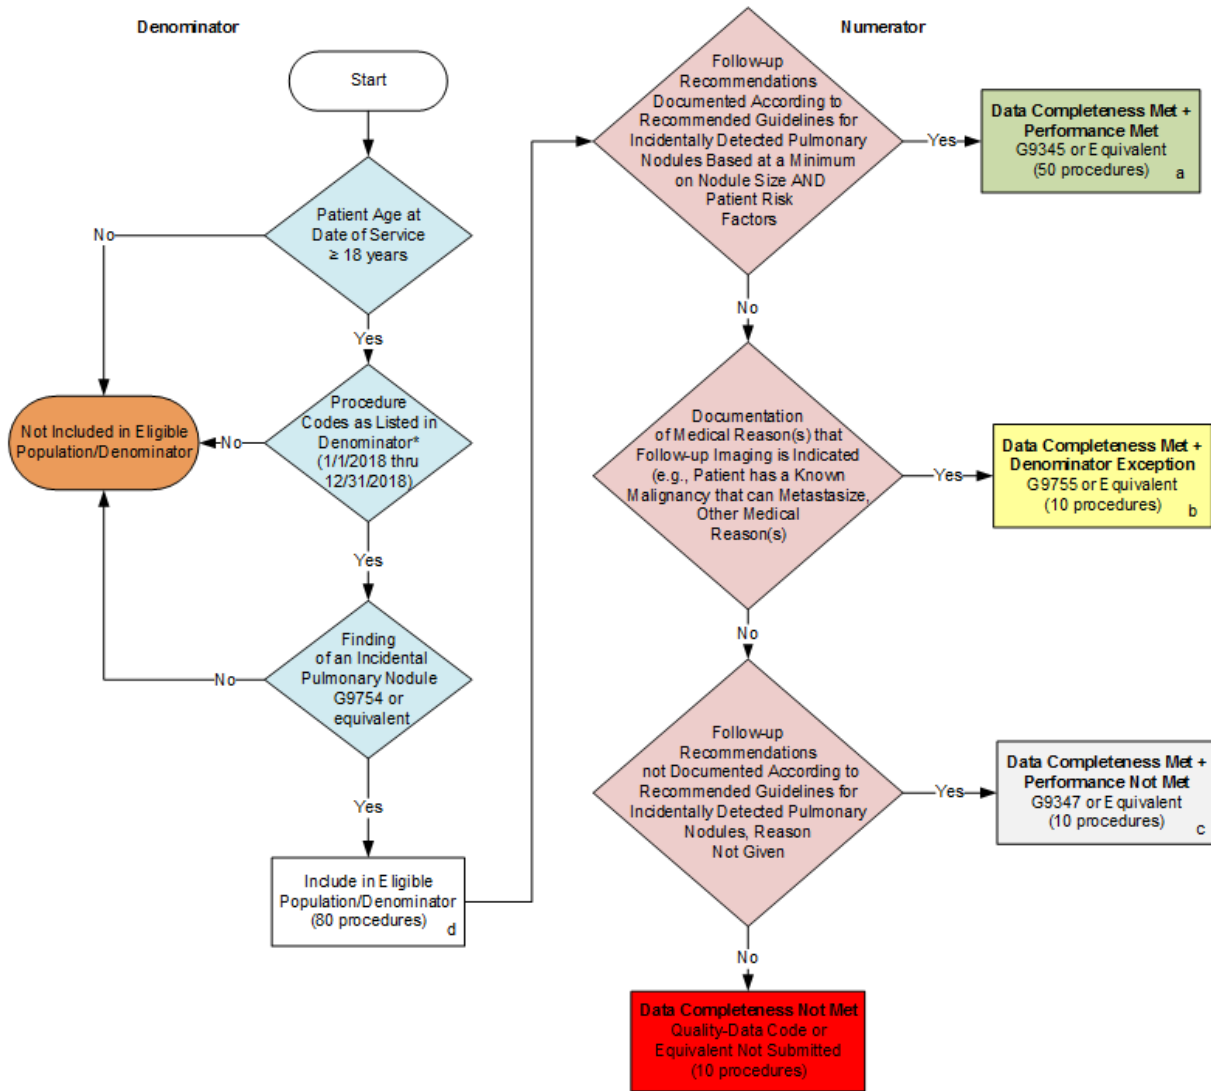 Denominator
Start
Patient Age at
Date of Service
≥ 18 years
No
Yes
Procedure
Codes as Listed in
Denominator*
(1/1/2018 thru
12/31/2018)
No
Not Included in Eligible
Population/Denominator
Yes
Finding
of an Incidental
Pulmonary Nodule
G9754 or
equivalent
No
Yes
Include in Eligible
Population/Denominator
(80 procedures)
d
Numerator
Follow-up
Recommendations
Documented According to
Recommended Guidelines for
Incidentally Detected Pulmonary
Nodules Based at a Minimum
on Nodule Size AND
Patient Risk
Factors
Yes
Data Completeness Met +
Performance Met
G9345 or Equivalent
(50 procedures)
a
No
Documentation
of Medical Reason(s) that
Follow-up Imaging is Indicated
(e.g., Patient has a Known
Malignancy that can Metastasize,
Other Medical
Reason(s)
Yes
Data Completeness Met +
Denominator Exception
G9755 or Equivalent
(10 procedures)
b
No
Follow-up
Recommendations
not Documented According to
Recommended Guidelines for
Incidentally Detected Pulmonary
Nodules, Reason
Not Given
Yes
Data Completeness Met +
Performance Not Met
G9347 or Equivalent
(10 procedures)
c
No
Data Completeness Not Met
Quality-Data Code or
Equivalent Not Submitted
(10 procedures)